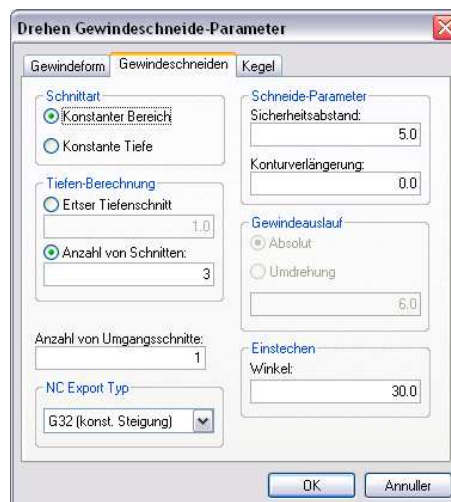 Drehen Gewindeschneide-Parameter
Gewindeform
Gewindeschneiden
Kegel
Schnittart
Konstanter Bereich
Konstante Tiefe
Tiefen-Berechnung
Ertser Tiefenschnitt
1.0
Anzahl von Schnitten:
3
Anzahl von Umgangsschnitte:
1
NC Export Typ
G32 (konst. Steigung)
Schneide-Parameter
Sicherheitsabstand:
5.0
Konturverlängerung:
0.0
Gewindeauslauf
Absolut
Umdrehung
6.0
Einstechen
Winkel:
30.0
OK
Annuller